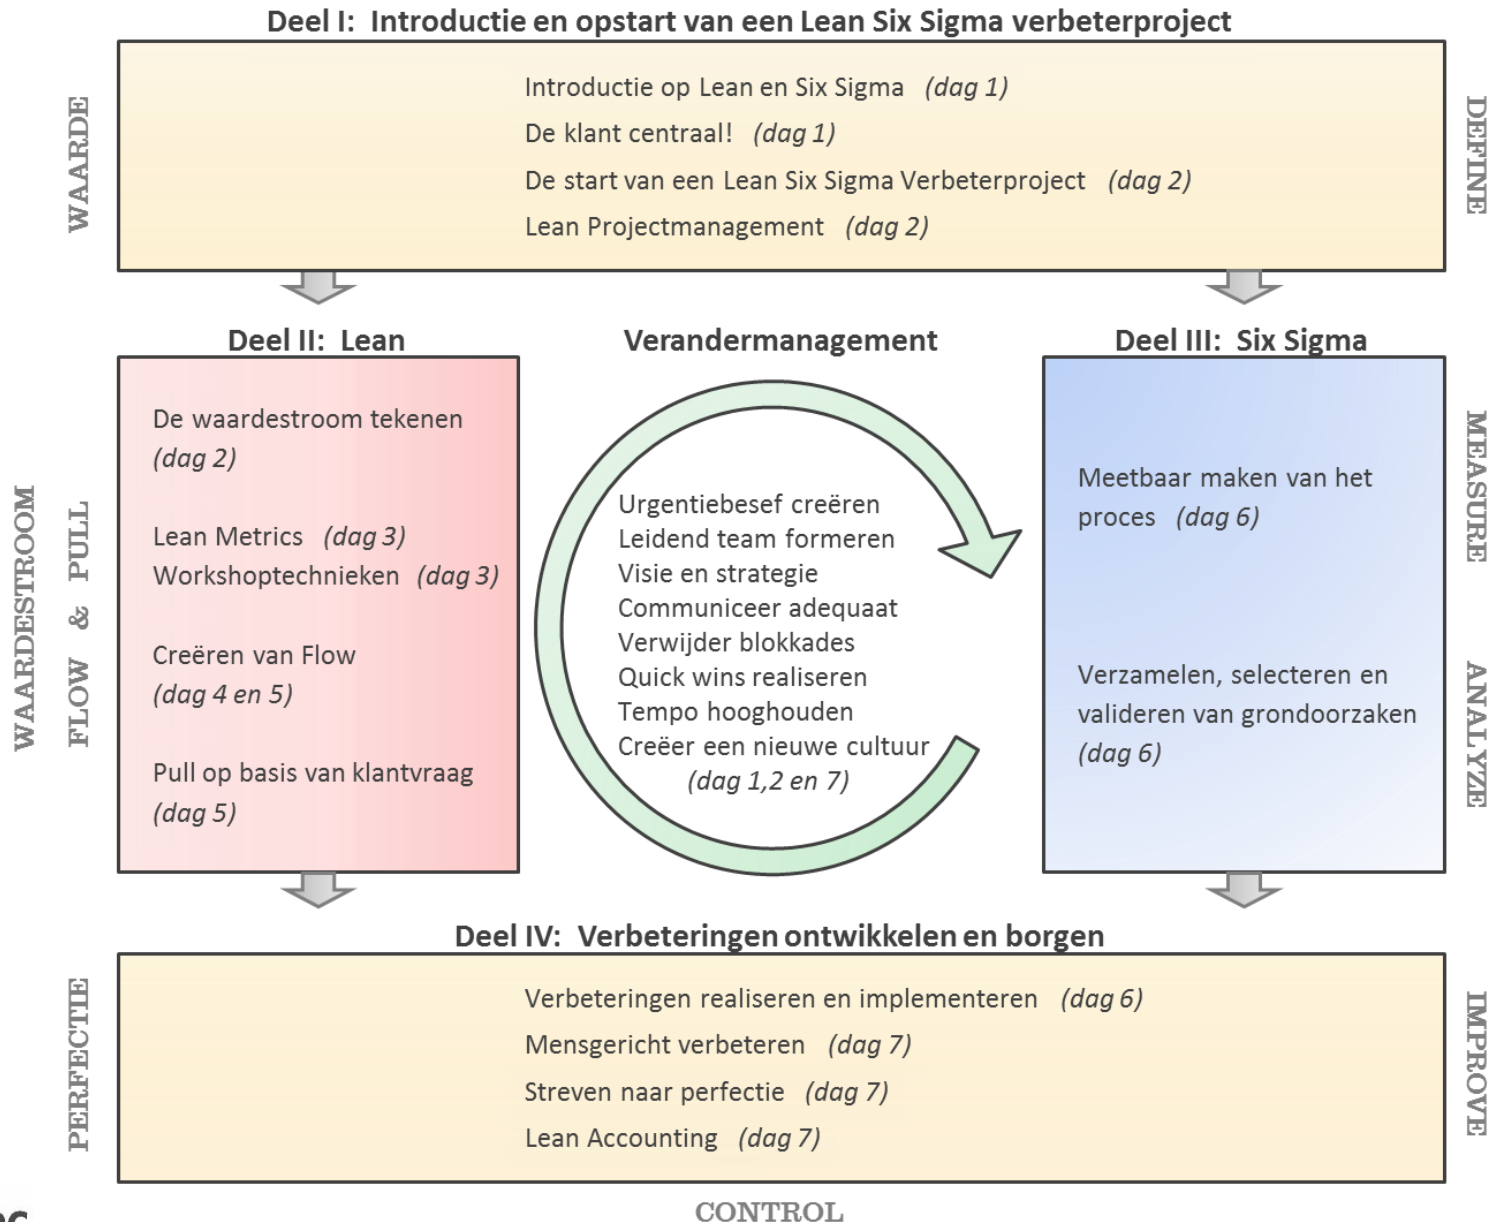 Deel I:  Introductie en opstart van een Lean Six Sigma verbeterproject
WAARDE
Introductie op Lean en Six Sigma (dag 1)
De klant centraal! (dag 1)
De start van een Lean Six Sigma Verbeterproject (dag 2)
Lean Projectmanagement (dag 2)
DEFINE
Deel II:  Lean
WAARDESTROOM
FLOW & PULL
De waardestroom tekenen
(dag 2)
Lean Metrics (dag 3)
Workshoptechnieken (dag 3)
Creëren van Flow
(dag 4 en 5)
Pull op basis van klantvraag
(dag 5)
Verandermanagement
Urgentiebesef creëren
Leidend team formeren
Visie en strategie
Communiceer adequaat
Verwijder blokkades
Quick wins realiseren
Tempo hooghouden
Creëer een nieuwe cultuur
(dag 1,2 en 7)
Deel III:  Six Sigma
Meetbaar maken van het
proces (dag 6)
Verzamelen, selecteren en
valideren van grondoorzaken
(dag 6)
MEASURE
ANALYZE
Deel IV:  Verbeteringen ontwikkelen en borgen
PERFECTIE
Verbeteringen realiseren en implementeren (dag 6)
Mensgericht verbeteren (dag 7)
Streven naar perfectie (dag 7)
Lean Accounting (dag 7)
IMPROVE
CONTROL